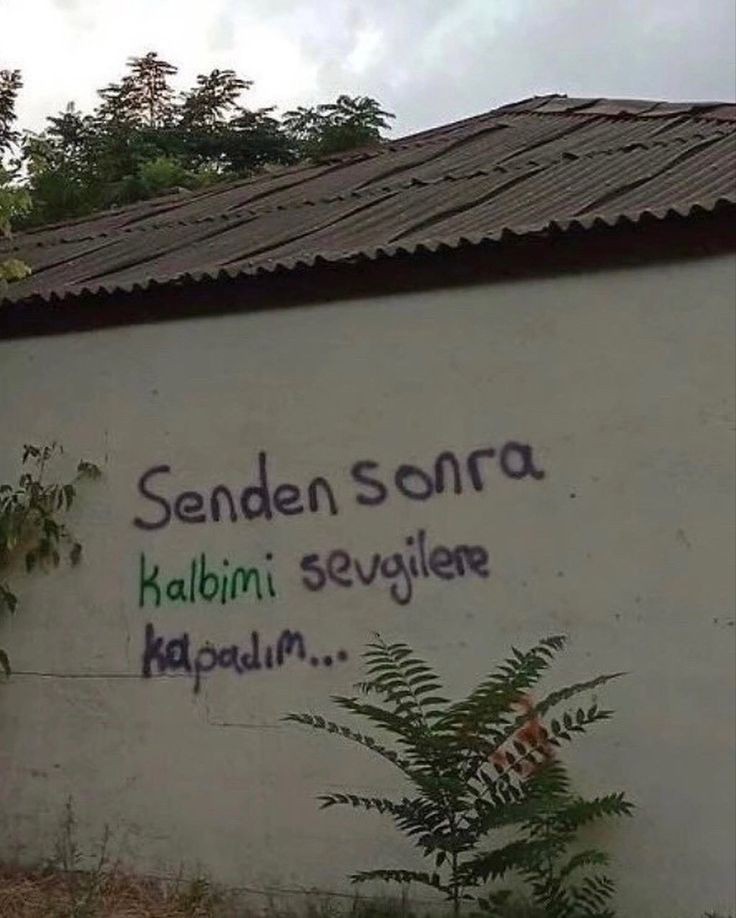 Senden sonra
kalbimi sevgilere
kapadım...